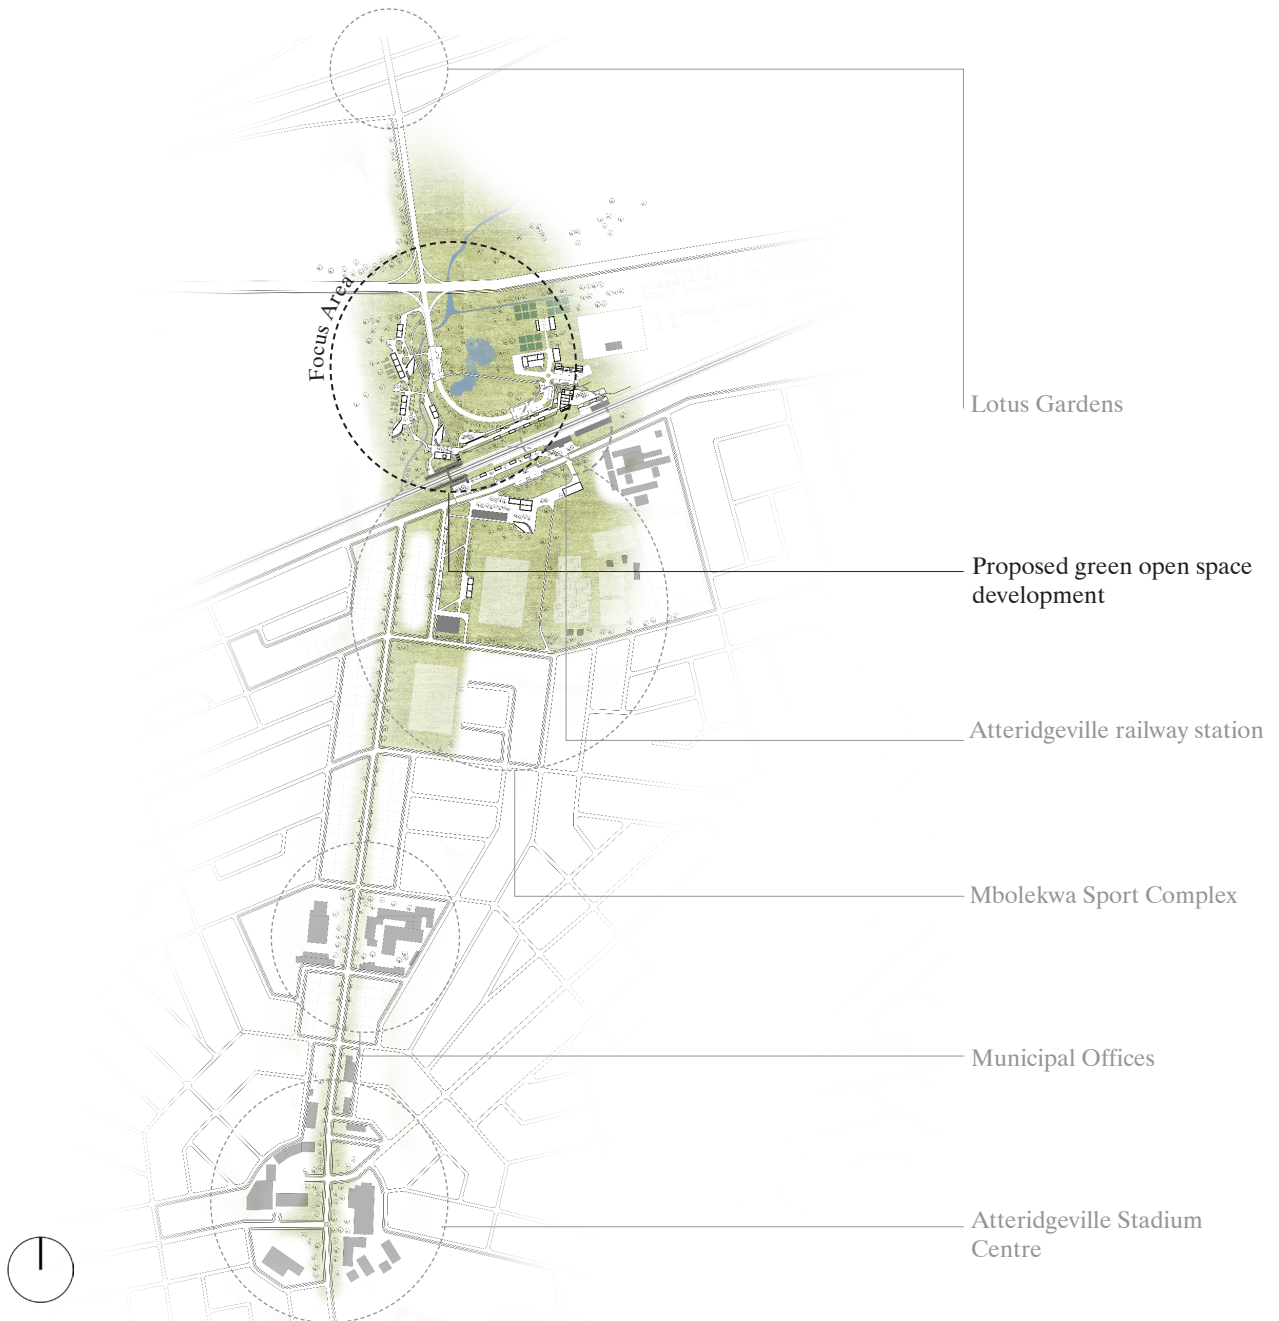 Focus Area
Lotus Gardens
Proposed green open space
development
Atteridgeville railway station
Mbolekwa Sport Complex
Municipal Offices
Atteridgeville Stadium
Centre